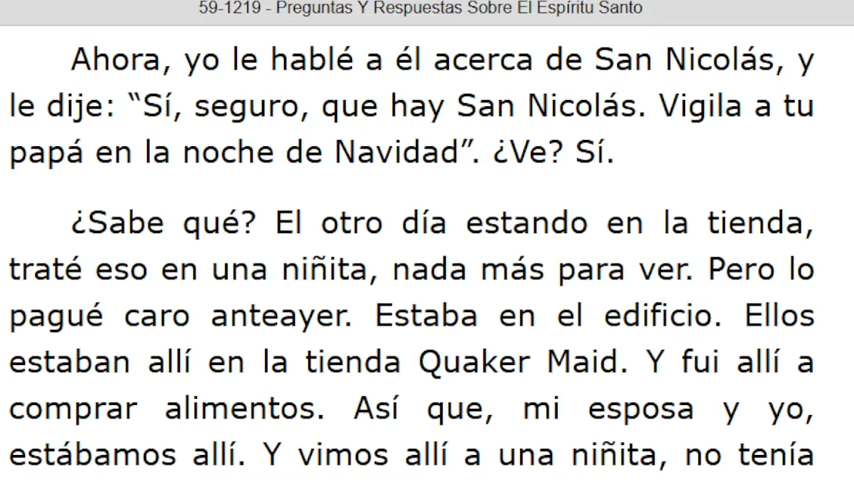 59-1219 - Preguntas Y Respuestas Sobre El Espíritu Santo
Ahora, yo le hablé a él acerca de San Nicolás, y
le dije: “Sí, seguro, que hay San Nicolás. Vigila a tu
papá en la noche de Navidad”. ¿Ve? Sí.
¿Sabe qué? El otro día estando en la tienda,
traté eso en una niñita, nada más para ver. Pero lo
pagué caro anteayer. Estaba en el edificio. Ellos
estaban allí en la tienda Quaker Maid. Y fui allí a
comprar alimentos. Así que, mi esposa y yo,
estábamos allí. Y vimos allí a una niñita, no tenía